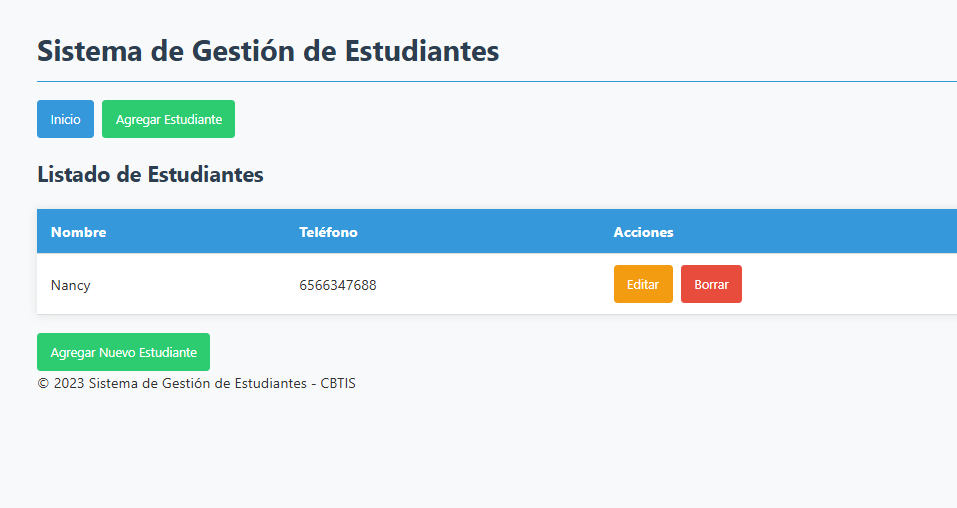 Sistema de Gestión de Estudiantes
Inicio Agregar Estudiante
Listado de Estudiantes
Nombre Teléfono Acciones
Nancy 6566347688 Editar Borrar
Agregar Nuevo Estudiante
© 2023 Sistema de Gestión de Estudiantes - CBTIS